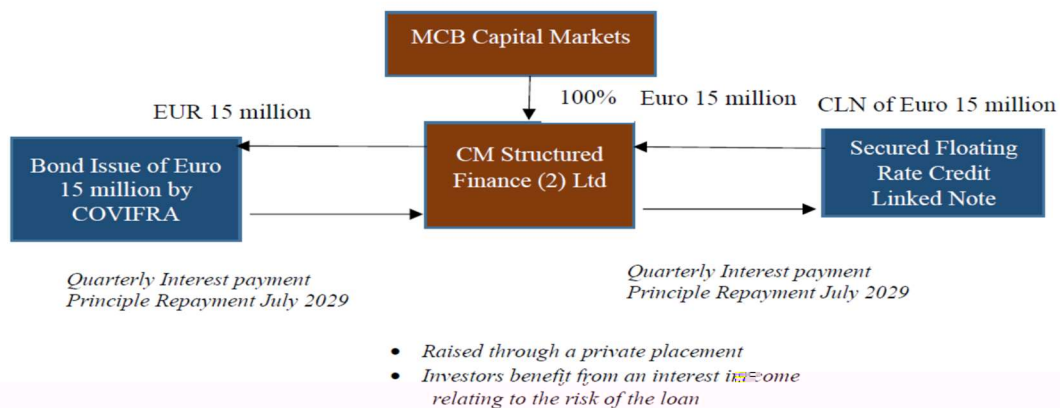 MCB Capital Markets
EUR 15 million
100%
Euro 15 million
CLN of Euro 15 million
Bond Issue of Euro
15 million by
COVIFRA
CM Structured
Finance (2) Ltd
Secured Floating
Rate Credit
Linked Note
Quarterly Interest payment
Principle Repayment July 2029
Quarterly Interest payment
Principle Repayment July 2029
• Raised through a private placement
• Investors benefit from an interest income
relating to the risk of the loan